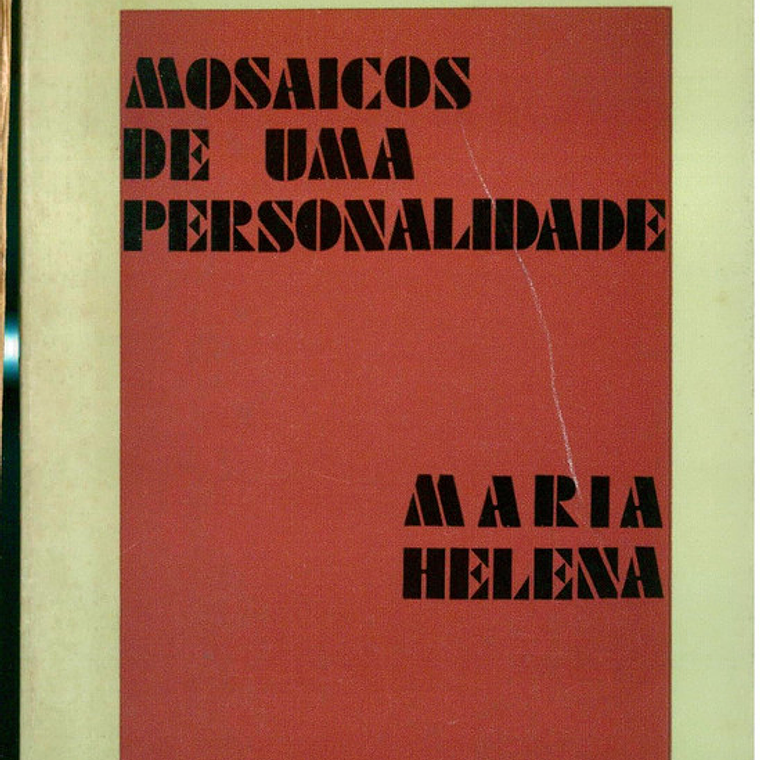 MOSAICOS
DE UMA
PERSONALIDADE
MARIA
HELENA